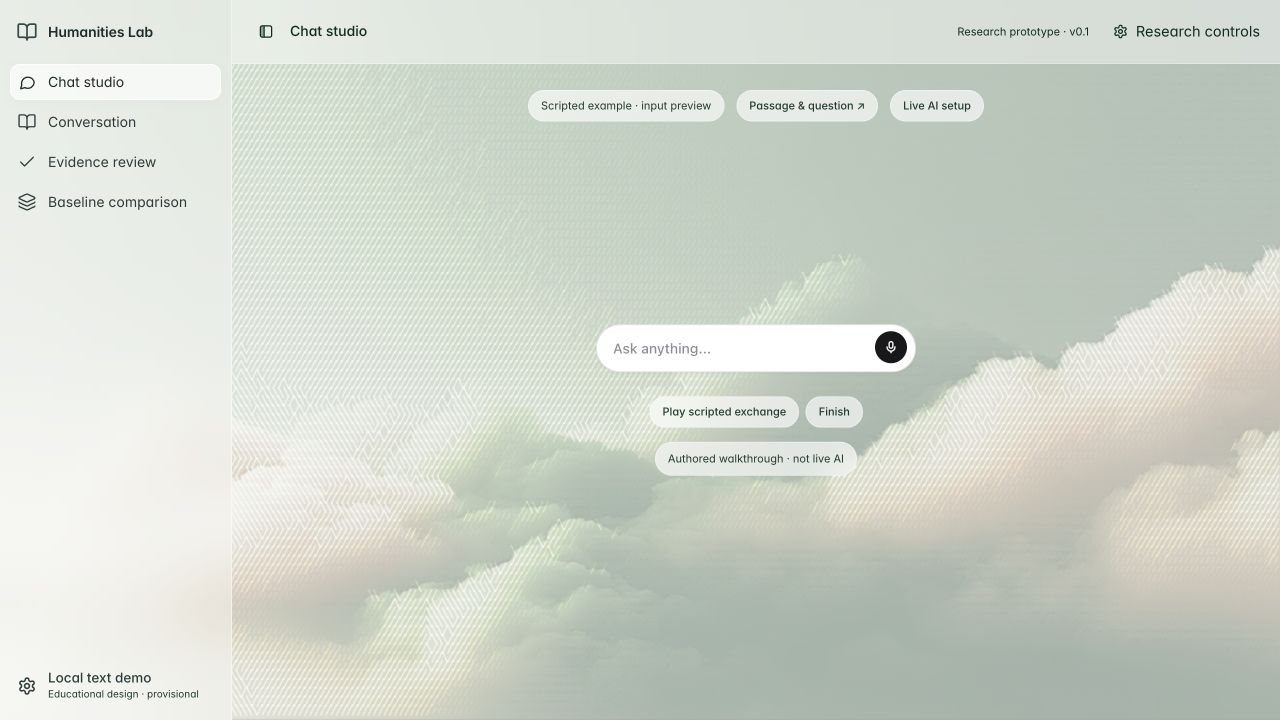 Humanities Lab
Chat studio
Conversation
Evidence review
Baseline comparison
Local text demo
Educational design · provisional
Chat studio
Research prototype · v0.1
Research controls
Scripted example · input preview
Passage & question ↗
Live AI setup
Ask anything...
Play scripted exchange
Finish
Authored walkthrough · not live AI